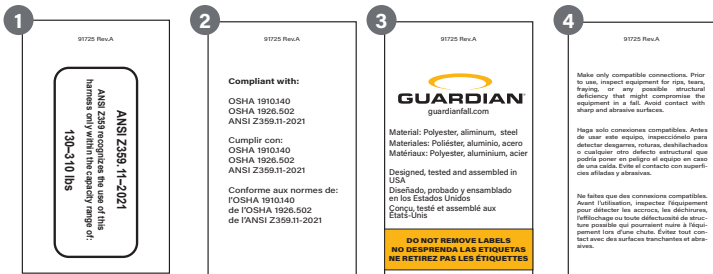 1
91725 Rev.A
ANSI Z359.11–2021
ANSI Z359 recognizes the use of this
harness only within the capacity range of:
130–310 lbs
2
91725 Rev.A
Compliant with:
OSHA 1910.140
OSHA 1926.502
ANSI Z359.11-2021
Cumplir con:
OSHA 1910.140
OSHA 1926.502
ANSI Z359.11-2021
Conforme aux normes de:
l'OSHA 1910.140
de l'OSHA 1926.502
de l'ANSI Z359.11-2021
3
91725 Rev.A
GUARDIAN
guardianfall.com
Material: Polyester, aluminum, steel
Materiales: Poliéster, aluminio, acero
Matériaux: Polyester, aluminium, acier
Designed, tested and assembled in
USA
Diseñado, probado y ensamblado
en los Estados Unidos
Conçu, testé et assemblé aux
États-Unis
DO NOT REMOVE LABELS
NO DESPRENDA LAS ETIQUETAS
NE RETIREZ PAS LES ÉTIQUETTES
4
91725 Rev.A
Make only compatible connections. Prior
to use, inspect equipment for rips, tears,
fraying, or any possible structural
deficiency that might compromise the
equipment in a fall. Avoid contact with
sharp and abrasive surfaces.
Haga solo conexiones compatibles. Antes
de usar este equipo, inspecciónelo para
detectar desgarres, roturas, deshilachados
o cualquier otro defecto estructural que
podría poner en peligro el equipo en caso
de una caída. Evite el contacto con superfi-
cies afiladas y abrasivas.
Ne faites que des connexions compatibles.
Avant l'utilisation, inspectez l'équipement
pour détecter les accrocs, les déchirures,
l'effilochage ou toute défectuosité de struc-
ture possible qui pourraient nuire à l'équi-
pement lors d'une chute. Évitez tout con-
tact avec des surfaces tranchantes et abra-
sives.